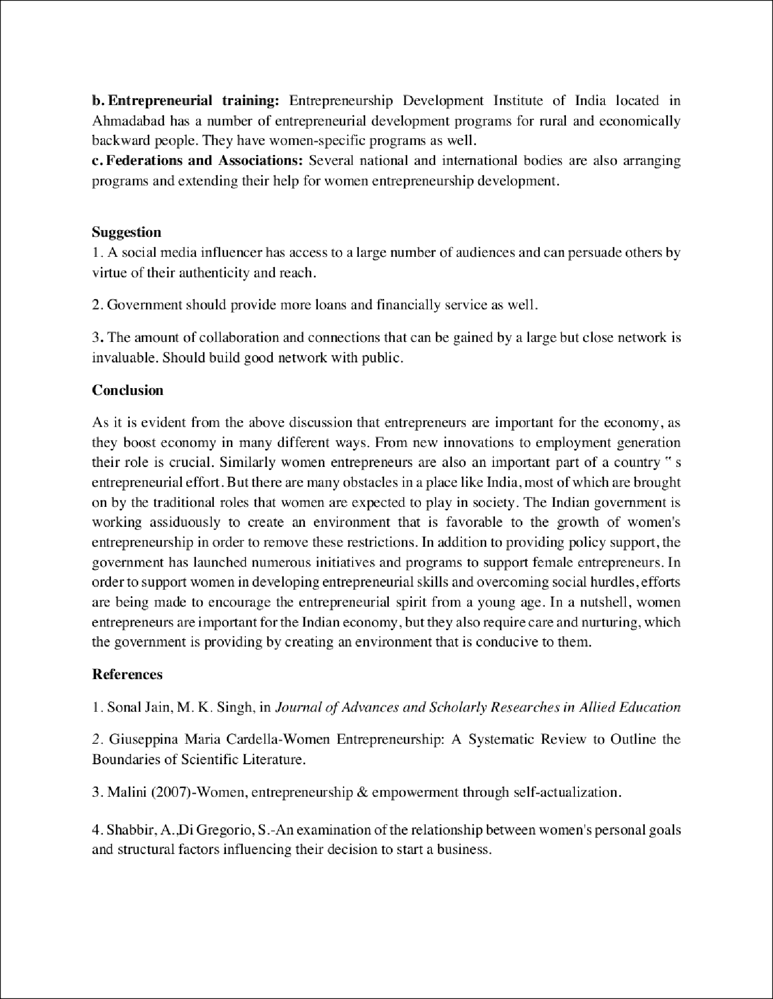 b. Entrepreneurial training: Entrepreneurship Development Institute of India located in
Ahmadabad has a number of entrepreneurial development programs for rural and economically
backward people. They have women-specific programs as well.
c. Federations and Associations: Several national and international bodies are also arranging
programs and extending their help for women entrepreneurship development.
Suggestion
1. A social media influencer has access to a large number of audiences and can persuade others by
virtue of their authenticity and reach.
2. Government should provide more loans and financially service as well.
3. The amount of collaboration and connections that can be gained by a large but close network is
invaluable. Should build good network with public.
Conclusion
As it is evident from the above discussion that entrepreneurs are important for the economy, as
they boost economy in many different ways. From new innovations to employment generation
their role is crucial. Similarly women entrepreneurs are also an important part of a country‟s
entrepreneurial effort. But there are many obstacles in a place like India, most of which are brought
on by the traditional roles that women are expected to play in society. The Indian government is
working assiduously to create an environment that is favorable to the growth of women's
entrepreneurship in order to remove these restrictions. In addition to providing policy support, the
government has launched numerous initiatives and programs to support female entrepreneurs. In
order to support women in developing entrepreneurial skills and overcoming social hurdles, efforts
are being made to encourage the entrepreneurial spirit from a young age. In a nutshell, women
entrepreneurs are important for the Indian economy, but they also require care and nurturing, which
the government is providing by creating an environment that is conducive to them.
References
1. Sonal Jain, M. K. Singh, in Journal of Advances and Scholarly Researches in Allied Education
2. Giuseppina Maria Cardella-Women Entrepreneurship: A Systematic Review to Outline the
Boundaries of Scientific Literature.
3. Malini (2007)-Women, entrepreneurship & empowerment through self-actualization.
4. Shabbir, A.,Di Gregorio, S.-An examination of the relationship between women's personal goals
and structural factors influencing their decision to start a business.